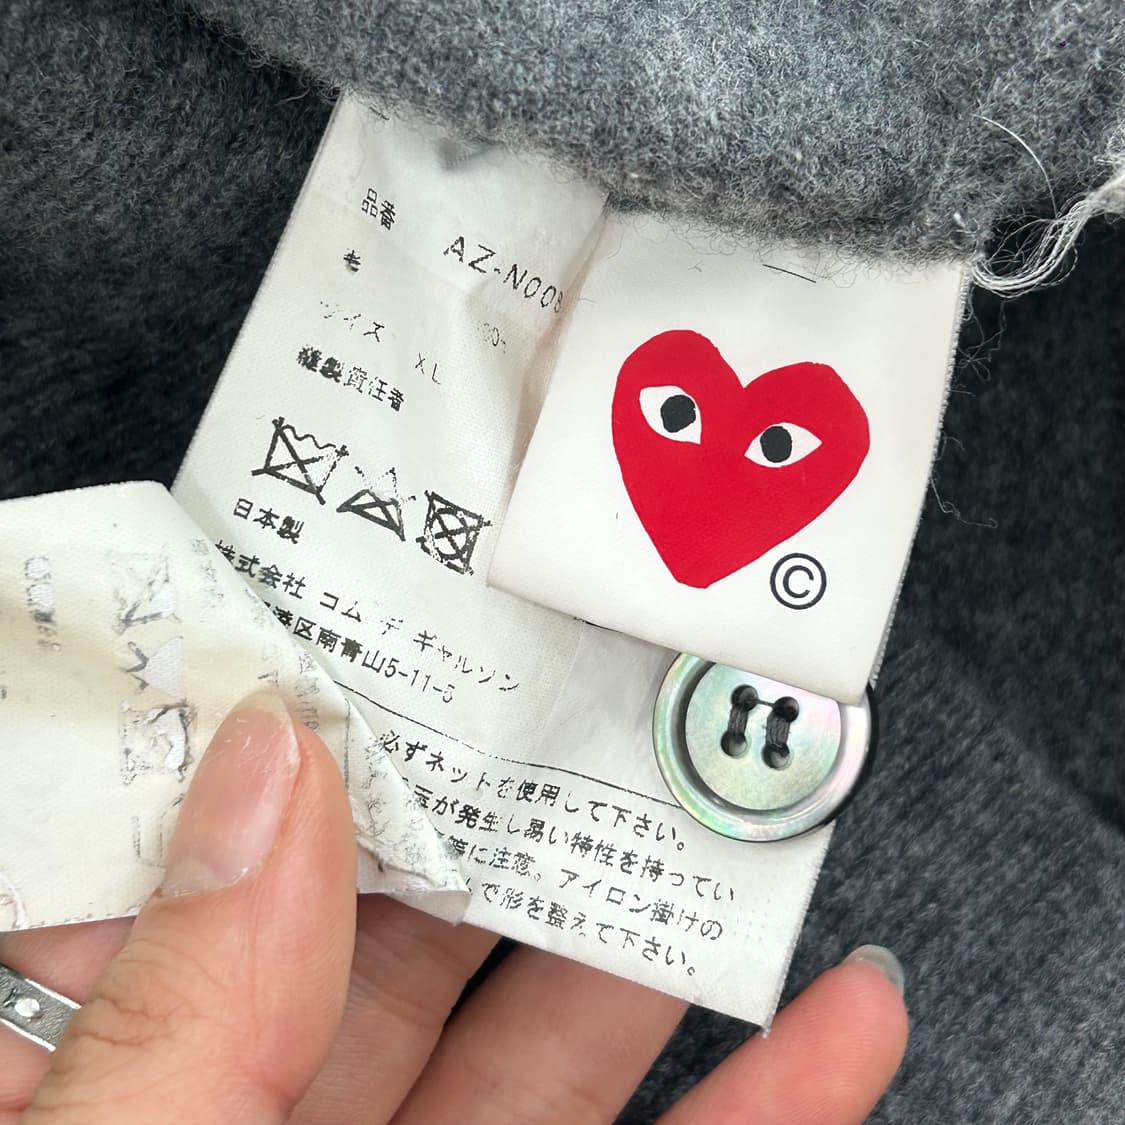 品番 AZ-N008
毛 100%
サイズ XL
縫製責任者
日本製
株式会社 コム デ ギャルソン
港区南青山5-11-5
必ずネットを使用して下さい。
玉が発生し易い特性を持ってい
等に注意。アイロン掛けの
で形を整えて下さい。
©